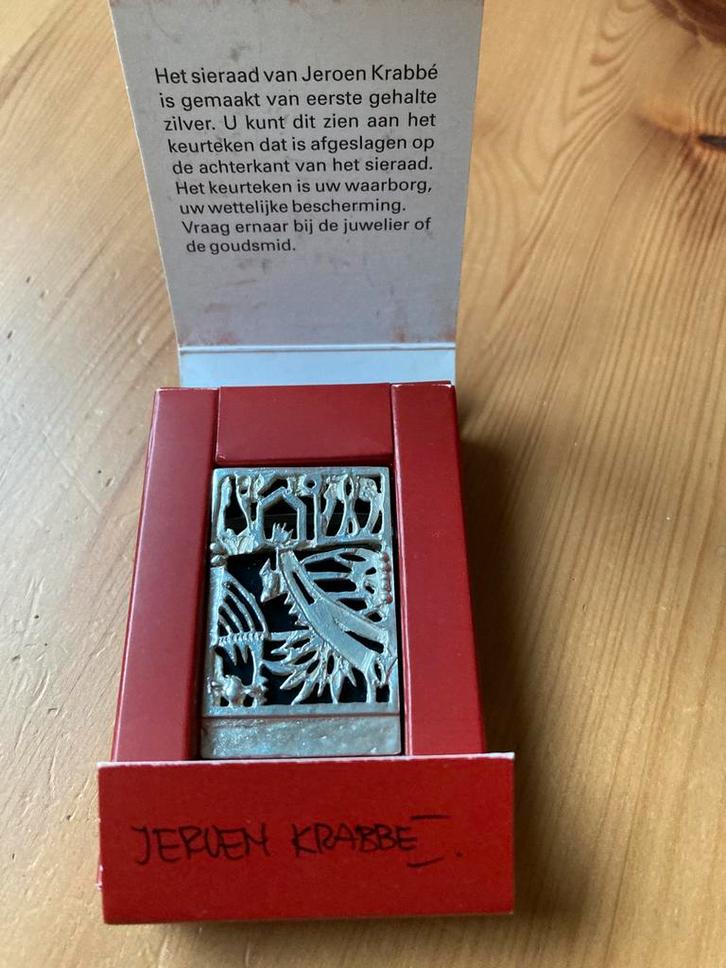 Het sieraad van Jeroen Krabbé
is gemaakt van eerste gehalte
zilver. U kunt dit zien aan het
keurteken dat is afgeslagen op
de achterkant van het sieraad.
Het keurteken is uw waarborg,
uw wettelijke bescherming.
Vraag ernaar bij de juwelier of
de goudsmid.
JEROEN KRABBÉ.